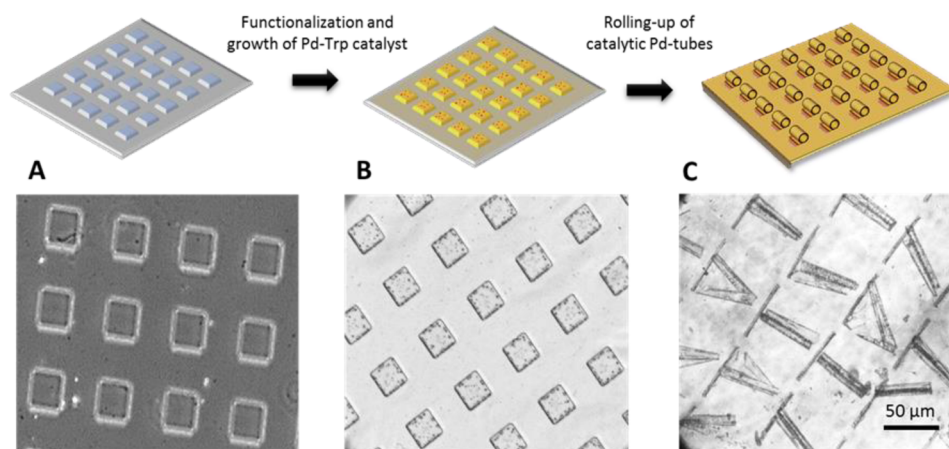 Functionalization and
growth of Pd-Trp catalyst
Rolling-up of
catalytic Pd-tubes
A
B
C
50 µm